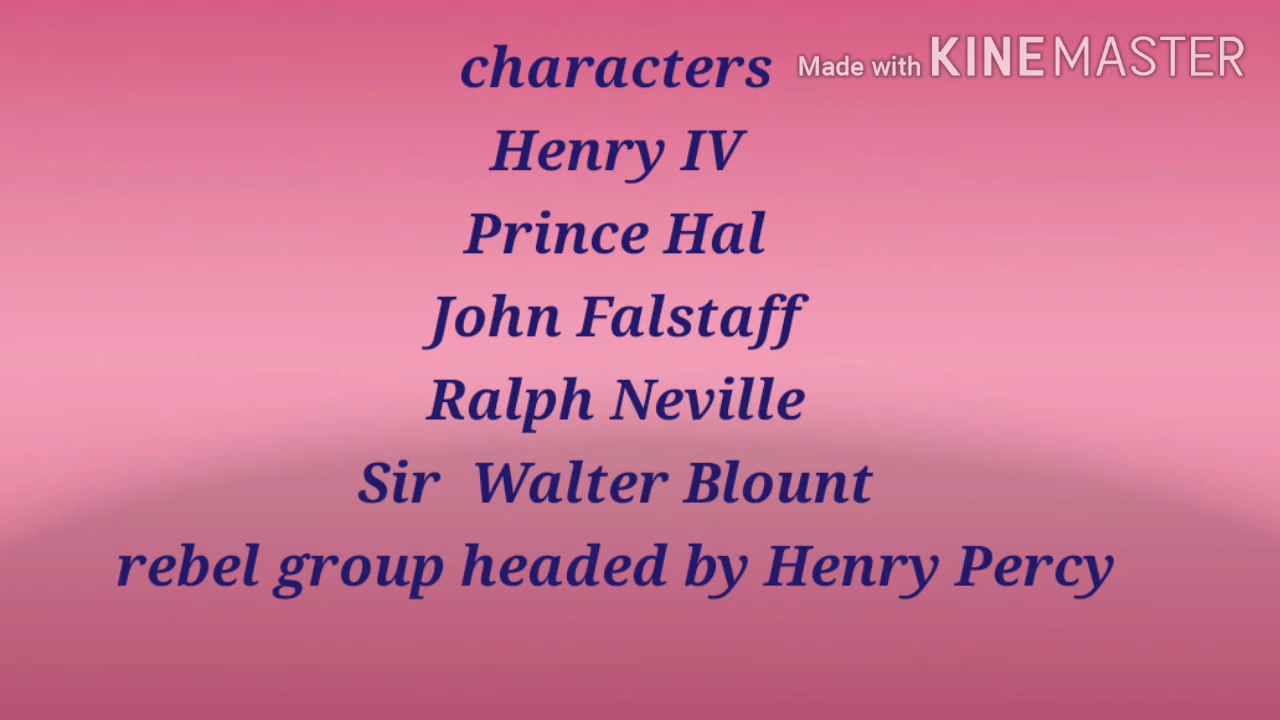 characters
Made with KINEMASTER
Henry IV
Prince Hal
John Falstaff
Ralph Neville
Sir Walter Blount
rebel group headed by Henry Percy